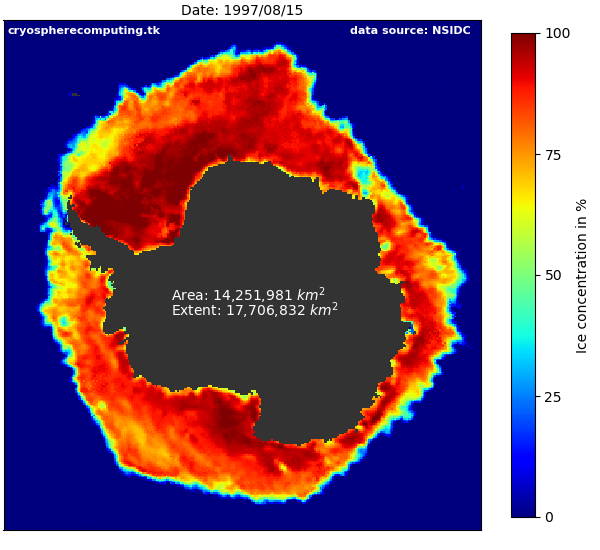 Date: 1997/08/15
cryospherecomputing.tk
data source: NSIDC
100
75
50
25
0
Ice concentration in %
Area: 14,251,981 km²
Extent: 17,706,832 km²